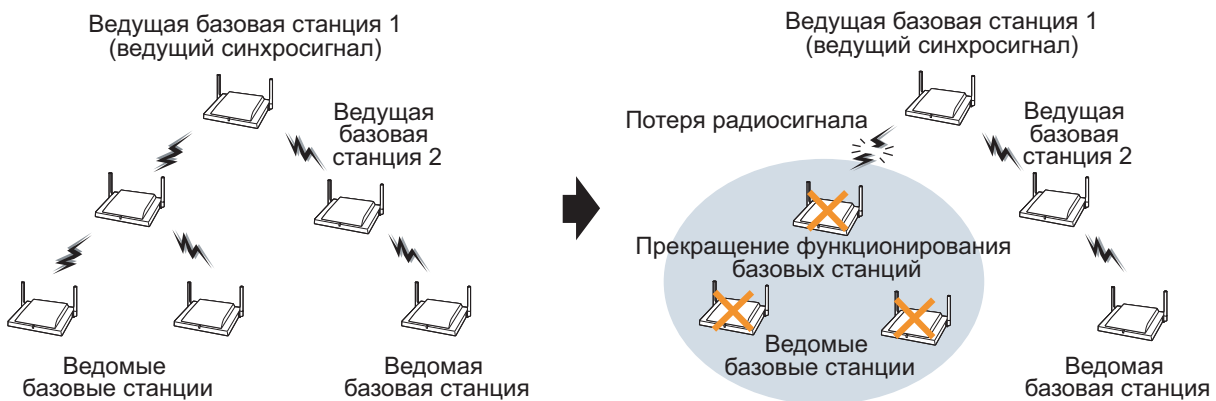 Ведущая базовая станция 1
(ведущий синхросигнал)
Ведущая
базовая
станция 2
Ведомые
базовые станции
Ведомая
базовая станция
Ведущая базовая станция 1
(ведущий синхросигнал)
Потеря радиосигнала
Ведущая
базовая
станция 2
Прекращение функционирования
базовых станций
Ведомые
базовые станции
Ведомая
базовая станция